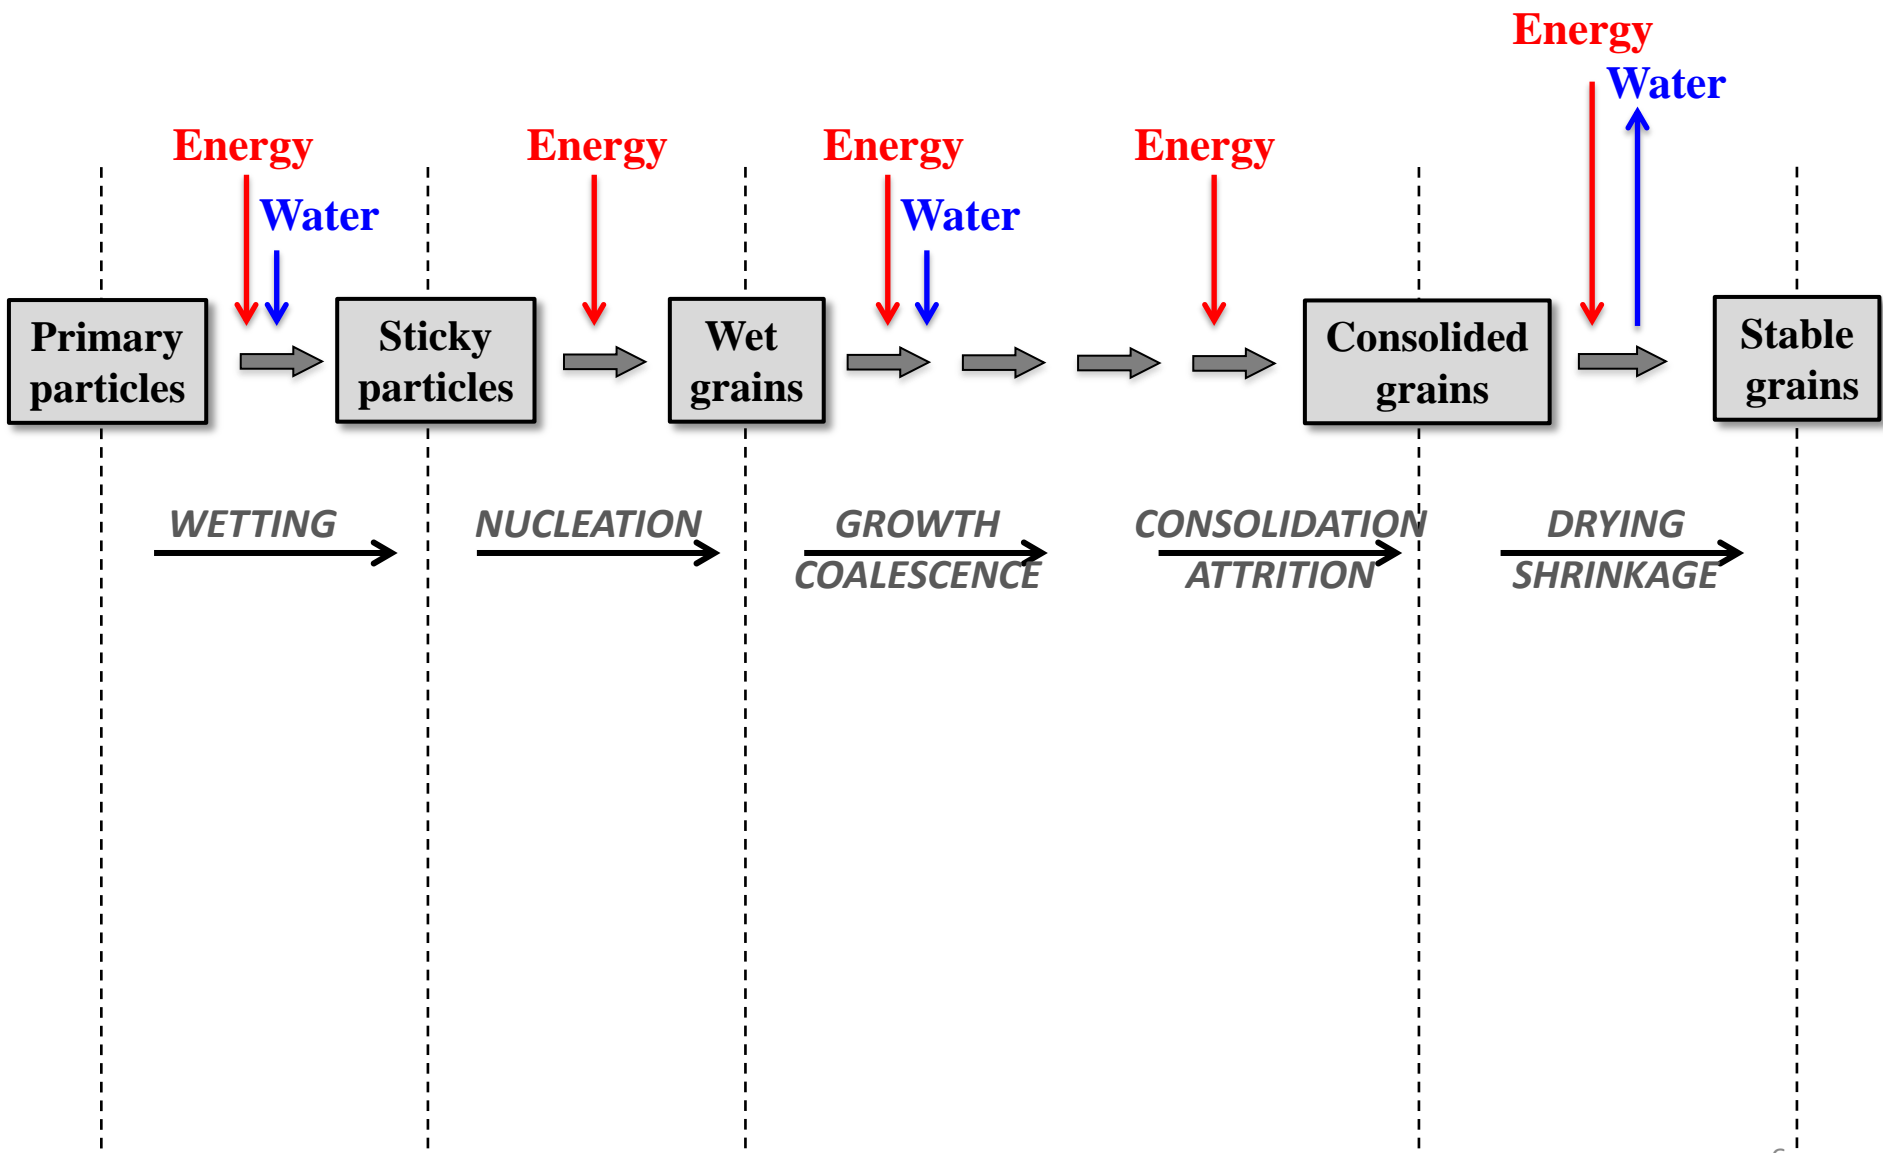 Energy
Water
Energy
Energy
Energy
Energy
Water
Water
Primary
particles
Sticky
particles
Wet
grains
Consolided
grains
Stable
grains
WETTING
NUCLEATION
GROWTH
COALESCENCE
CONSOLIDATION
ATTRITION
DRYING
SHRINKAGE